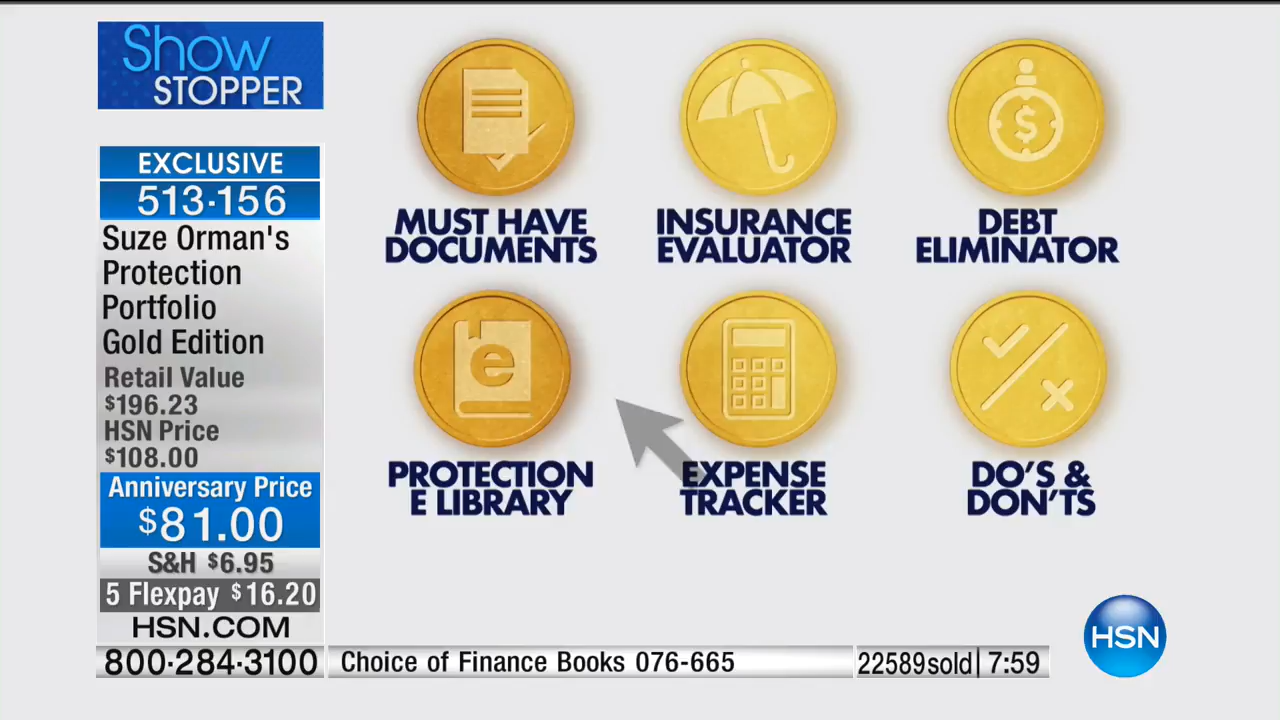 Show
STOPPER
EXCLUSIVE
513-156
Suze Orman's
Protection
Portfolio
Gold Edition
Retail Value
$196.23
HSN Price
$108.00
Anniversary Price
$81.00
S&H $6.95
5 Flexpay $16.20
HSN.COM
800-284-3100
MUST HAVE
DOCUMENTS
INSURANCE
EVALUATOR
$
DEBT
ELIMINATOR
e
PROTECTION
E LIBRARY
EXPENSE
TRACKER
DO'S &
DON'TS
Choice of Finance Books 076-665
22589sold 7:59
HSN